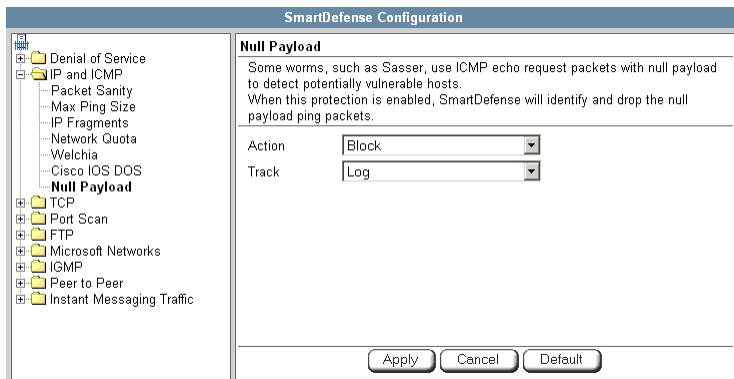 SmartDefense Configuration
Denial of Service
IP and ICMP
Packet Sanity
Max Ping Size
IP Fragments
Network Quota
Welchia
Cisco IOS DOS
Null Payload
TCP
Port Scan
FTP
Microsoft Networks
IGMP
Peer to Peer
Instant Messaging Traffic
Null Payload
Some worms, such as Sasser, use ICMP echo request packets with null payload
to detect potentially vulnerable hosts.
When this protection is enabled, SmartDefense will identify and drop the null
payload ping packets.
Action Block
Track Log
Apply Cancel Default